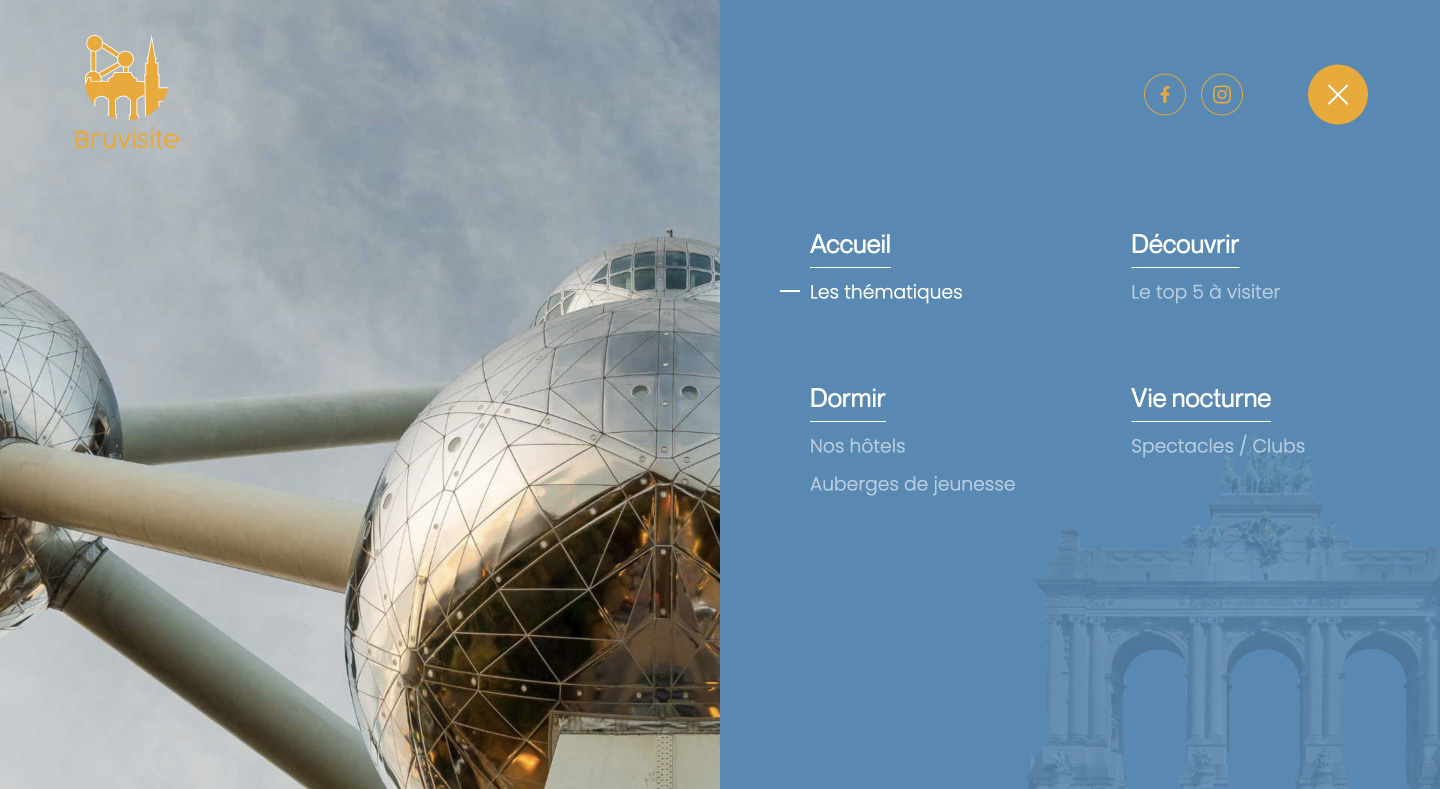 Bruvisite
Accueil
Les thématiques
Découvrir
Le top 5 à visiter
Dormir
Nos hôtels
Auberges de jeunesse
Vie nocturne
Spectacles / Clubs